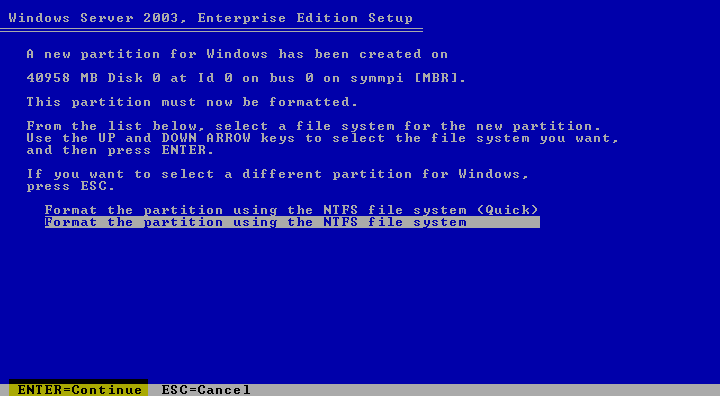 Windows Server 2003, Enterprise Edition Setup
A new partition for Windows has been created on
40958 MB Disk 0 at Id 0 on bus 0 on symmpi [MBR].
This partition must now be formatted.
From the list below, select a file system for the new partition.
Use the UP and DOWN ARROW keys to select the file system you want,
and then press ENTER.
If you want to select a different partition for Windows,
press ESC.
Format the partition using the NTFS file system (Quick)
Format the partition using the NTFS file system
ENTER=Continue ESC=Cancel